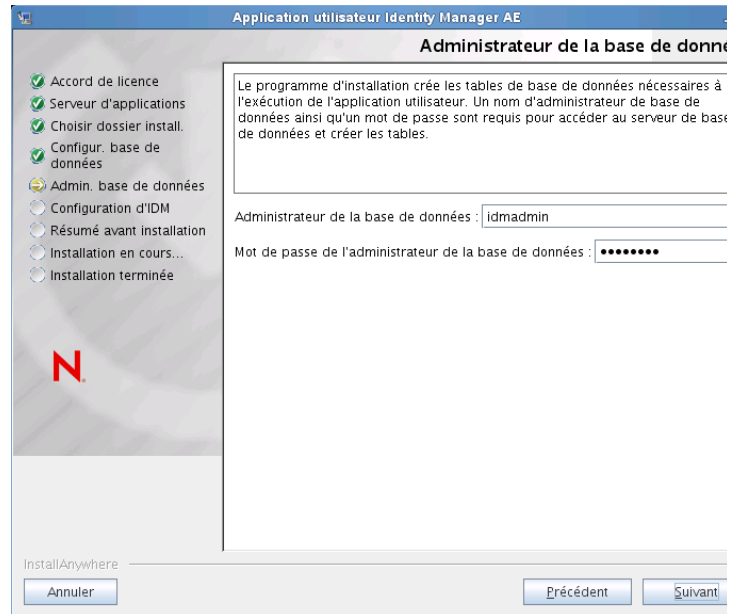 Application utilisateur Identity Manager AE
Administrateur de la base de donné
Accord de licence
Serveur d'applications
Choisir dossier install.
Configur. base de
données
Admin. base de données
Configuration d'IDM
Résumé avant installation
Installation en cours...
Installation terminée
N
Le programme d'installation crée les tables de base de données nécessaires à
l'exécution de l'application utilisateur. Un nom d'administrateur de base de
données ainsi qu'un mot de passe sont requis pour accéder au serveur de base
de données et créer les tables.
Administrateur de la base de données : idmadmin
Mot de passe de l'administrateur de la base de données : ••••••••
InstallAnywhere
Annuler
Précédent
Suivant